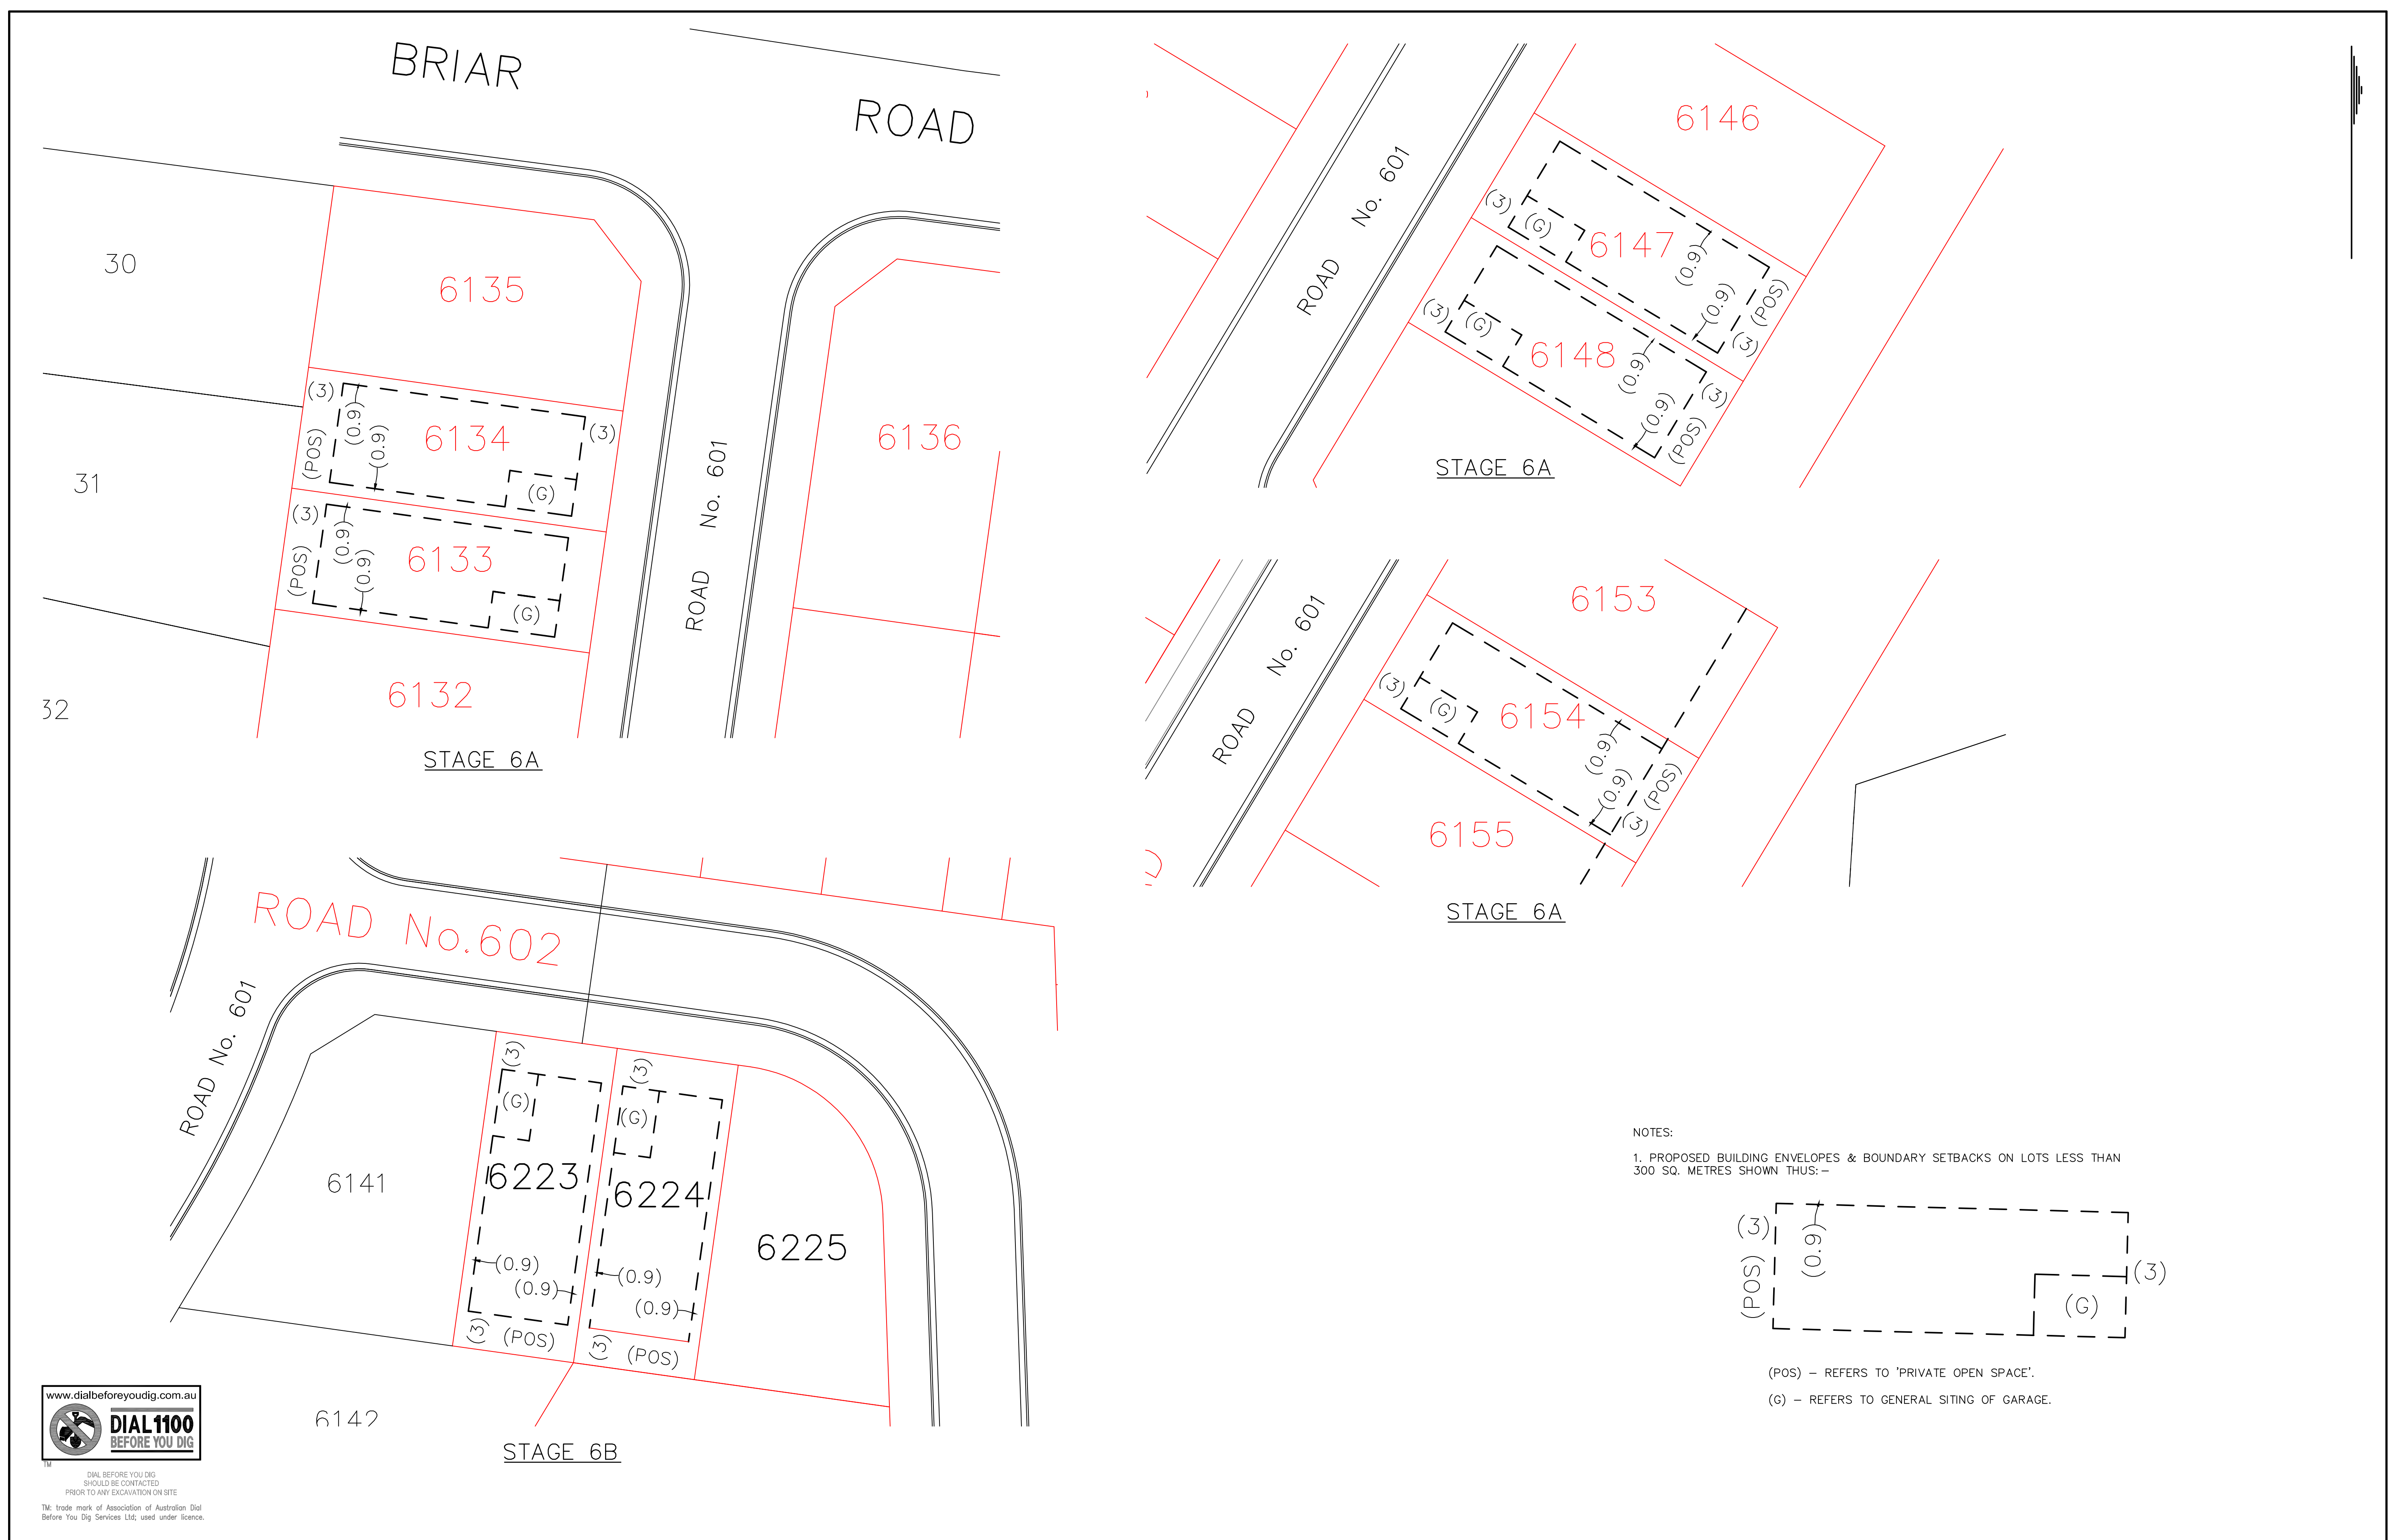 BRIAR ROAD
30
31
32
6135
(3)
(0.9)
(0.9)
(POS)
6134
(3)
(G)
(3)
(0.9)
(0.9)
(POS)
6133
(G)
6132
ROAD No. 601
6136
STAGE 6A
ROAD No. 601
6146
(3)
(G)
6147
(0.9)
(0.9)
(POS)
(3)
(3)
(G)
6148
(0.9)
(0.9)
(3)
(POS)
STAGE 6A
ROAD No. 601
6153
(3)
(G)
6154
(0.9)
(0.9)
(POS)
(3)
6155
STAGE 6A
ROAD No.602
ROAD No. 601
(3)
(G)
(3)
(G)
6141
6223
6224
6225
(0.9)
(0.9)
(0.9)
(0.9)
(3)
(POS)
(3)
(POS)
6142
STAGE 6B
NOTES:
1. PROPOSED BUILDING ENVELOPES & BOUNDARY SETBACKS ON LOTS LESS THAN
300 SQ. METRES SHOWN THUS:–
(3)
(0.9)
(POS)
(3)
(G)
(POS) – REFERS TO 'PRIVATE OPEN SPACE'.
(G) – REFERS TO GENERAL SITING OF GARAGE.
www.dialbeforeyoudig.com.au
DIAL1100
BEFORE YOU DIG
TM
DIAL BEFORE YOU DIG
SHOULD BE CONTACTED
PRIOR TO ANY EXCAVATION ON SITE
TM: trade mark of Association of Australian Dial
Before You Dig Services Ltd; used under licence.